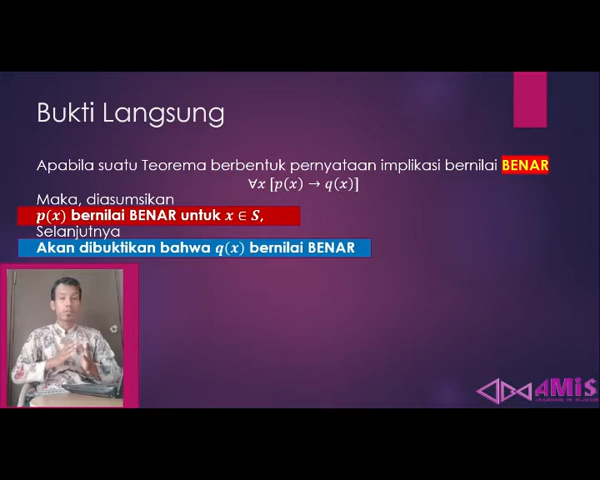 Bukti Langsung
Apabila suatu Teorema berbentuk pernyataan implikasi bernilai BENAR
∀x [p(x) → q(x)]
Maka, diasumsikan
p(x) bernilai BENAR untuk x ∈ S,
Selanjutnya
Akan dibuktikan bahwa q(x) bernilai BENAR
AMiS